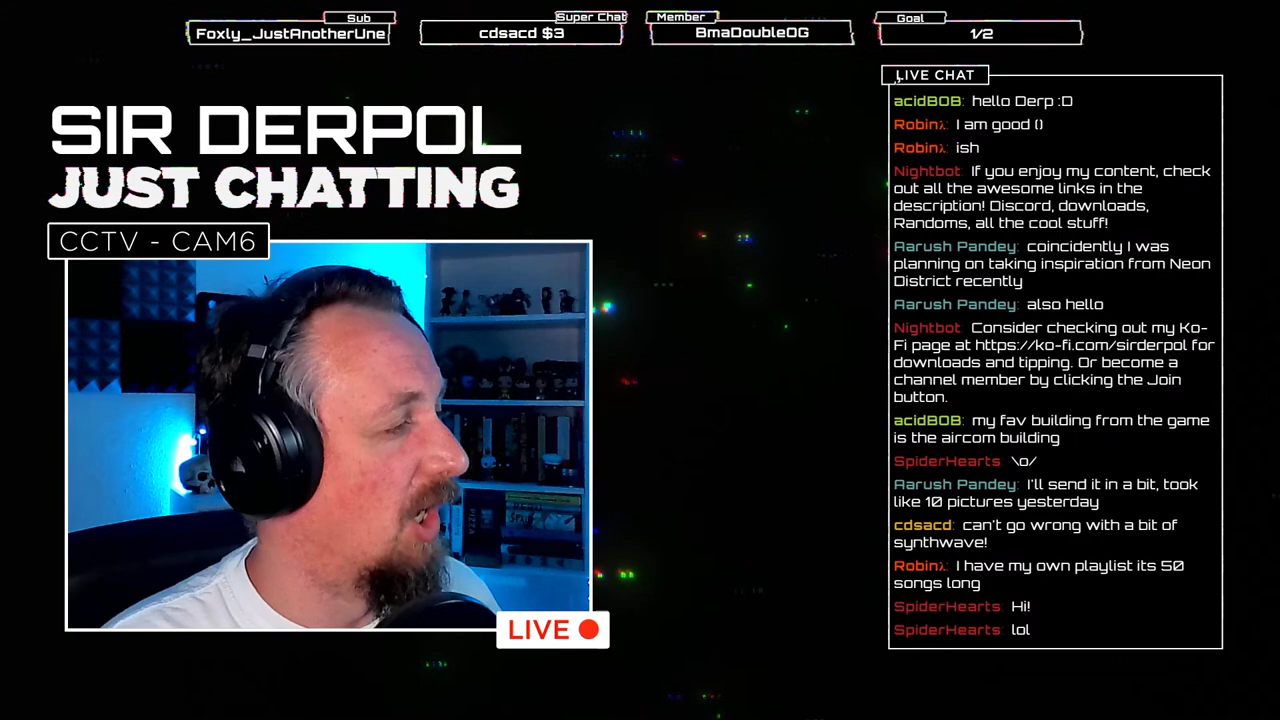 Sub
Foxly_JustAnotherUne
Super Chat
cdsacd $3
Member
BmaDoubleOG
Goal
1/2
SIR DERPOL
JUST CHATTING
CCTV - CAM6
PIZZA
LIVE
LIVE CHAT
acidBOB: hello Derp :D
Robinλ: I am good ()
Robinλ: ish
Nightbot: If you enjoy my content, check
out all the awesome links in the
description! Discord, downloads,
Randoms, all the cool stuff!
Aarush Pandey: coincidently I was
planning on taking inspiration from Neon
District recently
Aarush Pandey: also hello
Nightbot: Consider checking out my Ko-
Fi page at https://ko-fi.com/sirderpol for
downloads and tipping. Or become a
channel member by clicking the Join
button.
acidBOB: my fav building from the game
is the aircom building
SpiderHearts: \o/
Aarush Pandey: I'll send it in a bit, took
like 10 pictures yesterday
cdsacd: can't go wrong with a bit of
synthwave!
Robinλ: I have my own playlist its 50
songs long
SpiderHearts: Hi!
SpiderHearts: lol